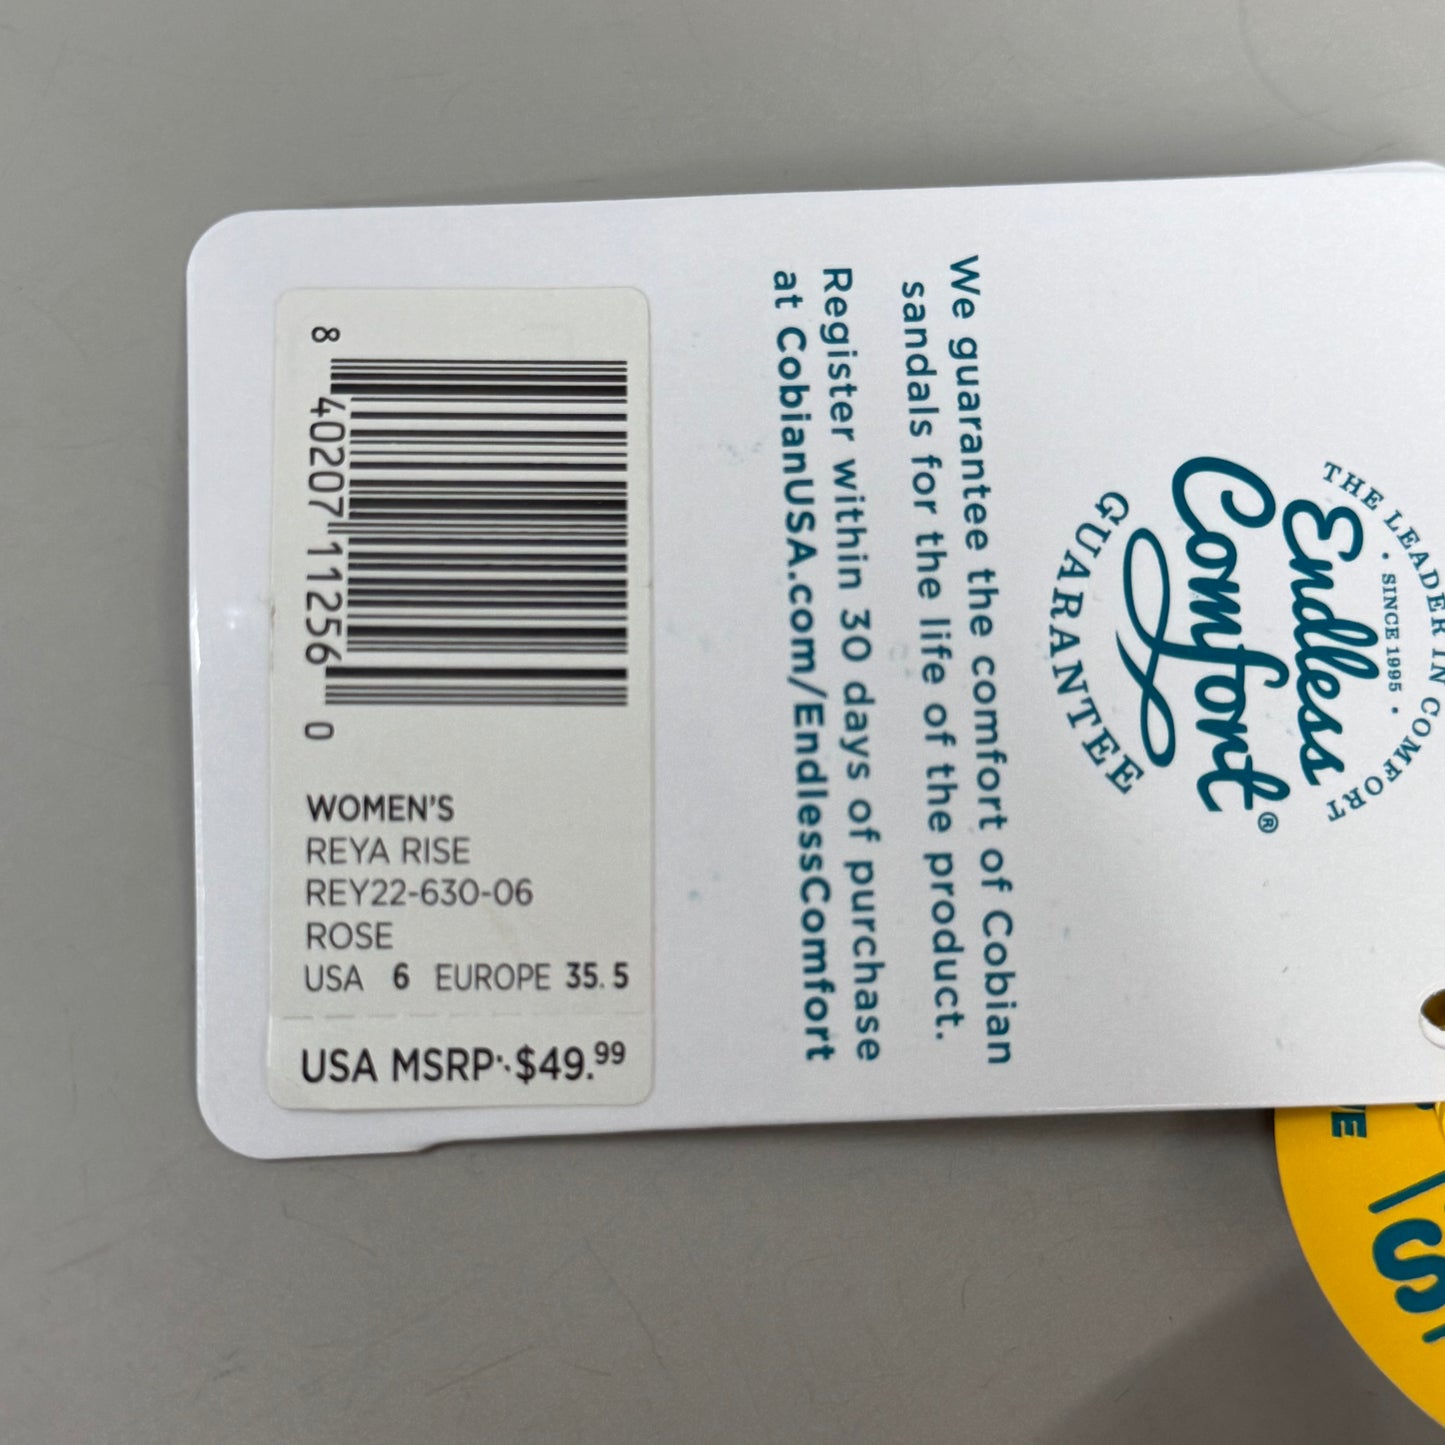 THE LEADER IN COMFORT
• SINCE 1995 •
Endless
Comfort®
GUARANTEE
We guarantee the comfort of Cobian
sandals for the life of the product.
Register within 30 days of purchase
at CobianUSA.com/EndlessComfort
8 40207 11256 0
WOMEN'S
REYA RISE
REY22-630-06
ROSE
USA 6 EUROPE 35.5
USA MSRP: $49.99